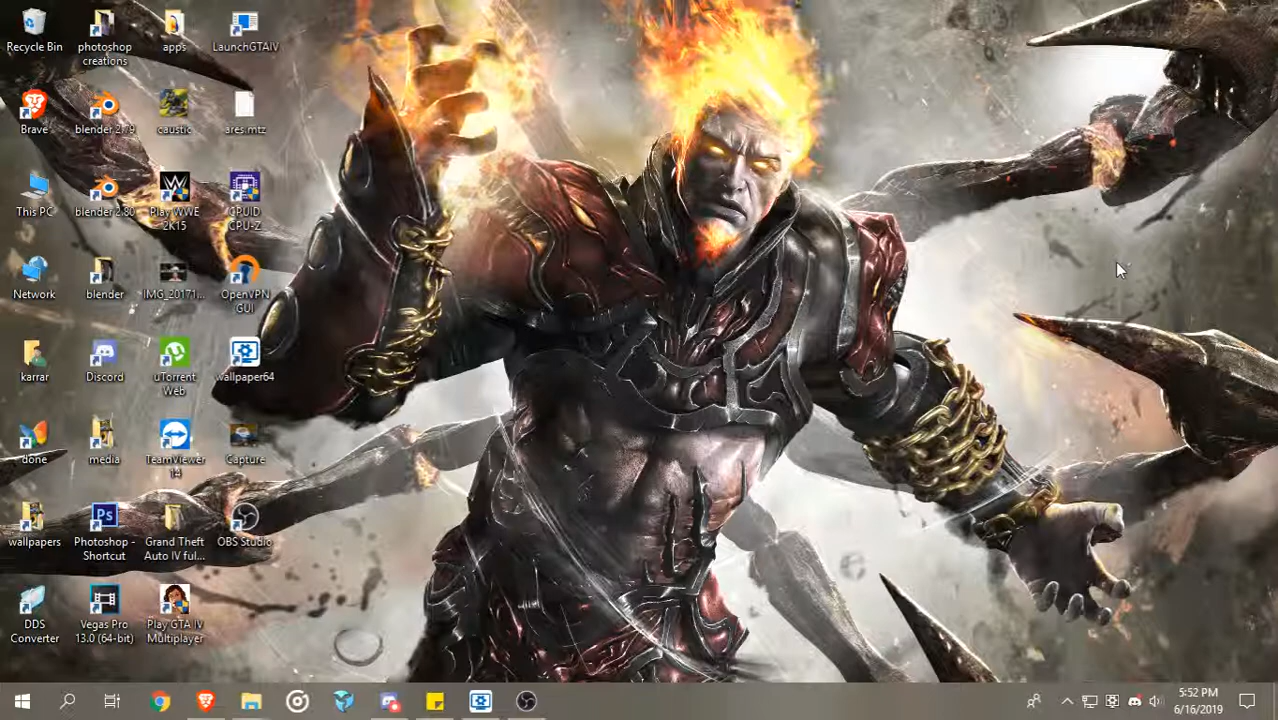 Recycle Bin
photoshop
creations
apps
LaunchGTAIV
Brave
blender 2.79
caustic
ares.mtz
This PC
blender 2.80
Play WWE
2K15
CPUID
CPU-Z
Network
blender
IMG_20171...
OpenVPN
GUI
karrar
Discord
uTorrent
Web
wallpaper64
done
media
TeamViewer
14
Capture
wallpapers
Ps
Photoshop -
Shortcut
Grand Theft
Auto IV ful...
OBS Studio
DDS
Converter
Vegas Pro
13.0 (64-bit)
Play GTA IV
Multiplayer
5:52 PM
6/16/2019